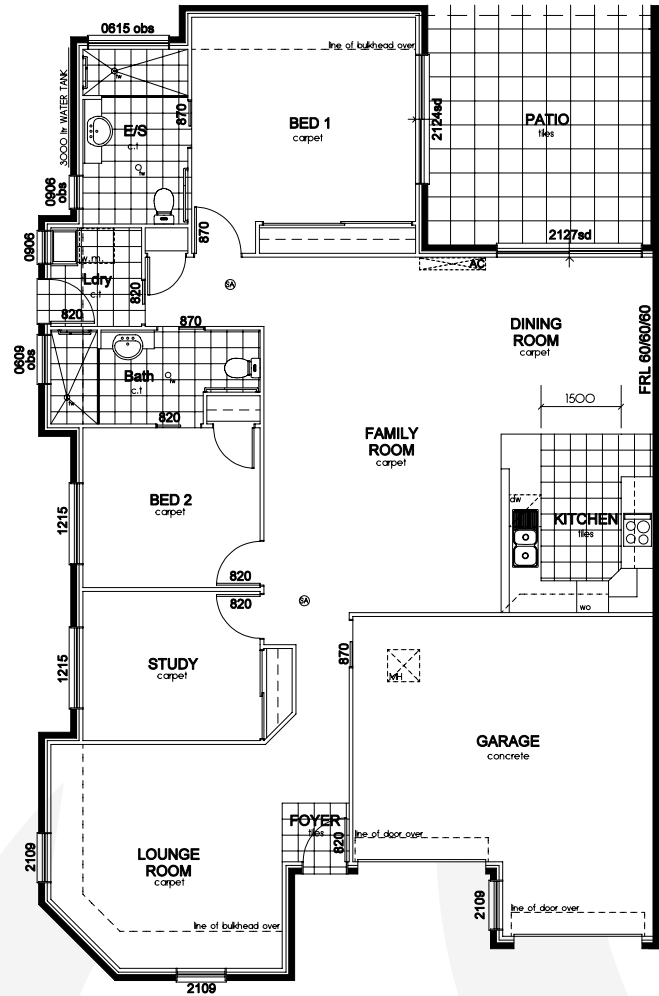 0615 obs
line of bulkhead over
3000 ltr WATER TANK
fw
870
E/S
c.t
fw
BED 1
carpet
2124sd
PATIO
tiles
0906
obs
870
2127sd
0906
w.m.
Ldry
c.t
820
820
SA
AC
870
DINING
ROOM
carpet
FRL 60/60/60
0609
obs
Bath
c.t
fw
fw
820
1500
FAMILY
ROOM
carpet
BED 2
carpet
1215
dw
KITCHEN
tiles
820
820
SA
wo
1215
STUDY
carpet
870
MH
GARAGE
concrete
FOYER
tiles
820
line of door over
LOUNGE
ROOM
carpet
2109
2109
line of door over
line of bulkhead over
2109